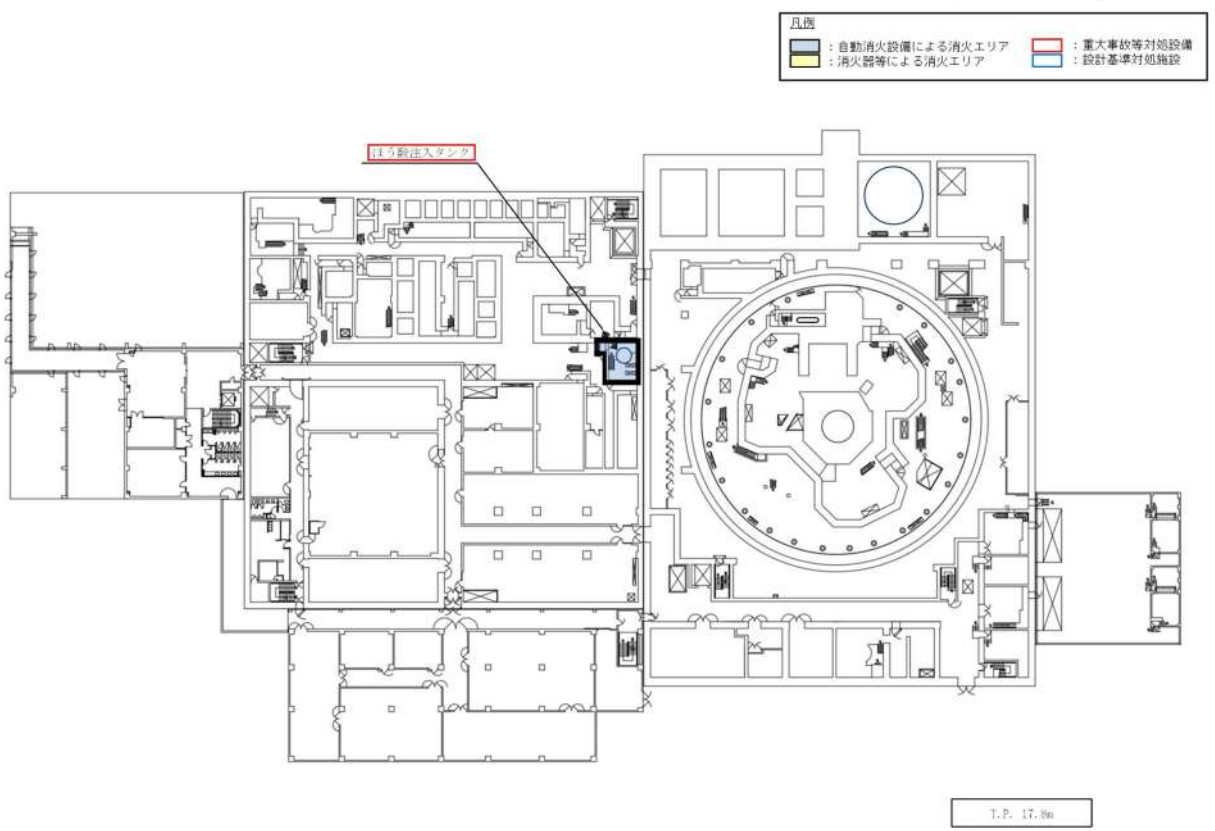 凡例
：自動消火設備による消火エリア
：重大事故等対処設備
：消火器等による消火エリア
：設計基準対処施設
ほう酸注入タンク
T.P. 17.8m